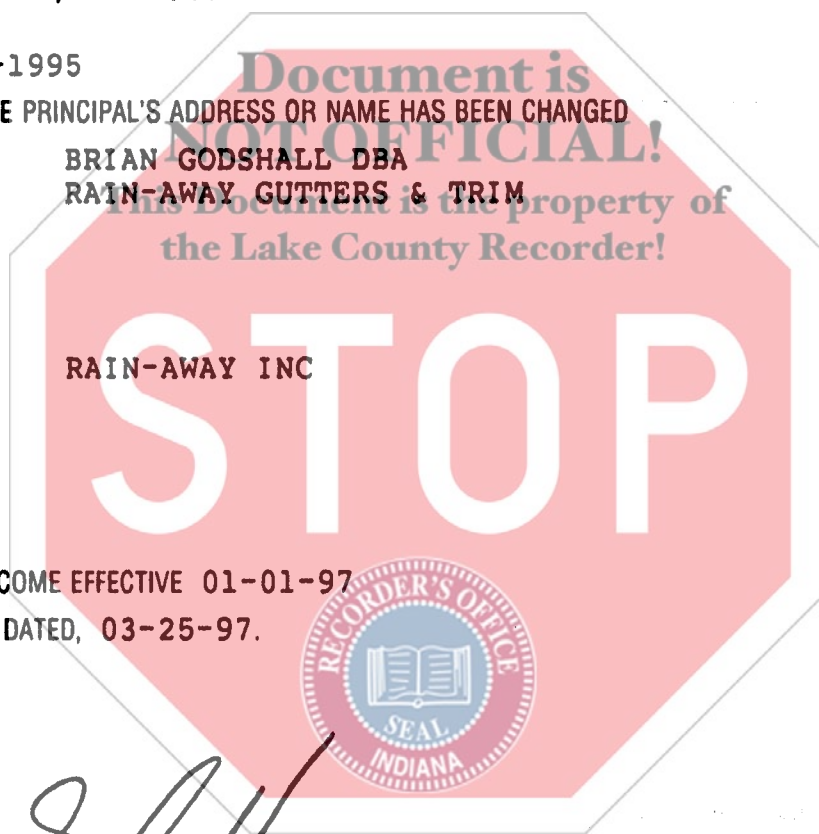 -1995
Document is
E PRINCIPAL'S ADDRESS OR NAME HAS BEEN CHANGED
NOT OFFICIAL!
BRIAN GODSHALL DBA
RAIN-AWAY GUTTERS & TRIM
This Document is the property of
the Lake County Recorder!
STOP
RAIN-AWAY INC
COME EFFECTIVE 01-01-97
DATED, 03-25-97.
RECORDER'S OFFICE
SEAL
INDIANA